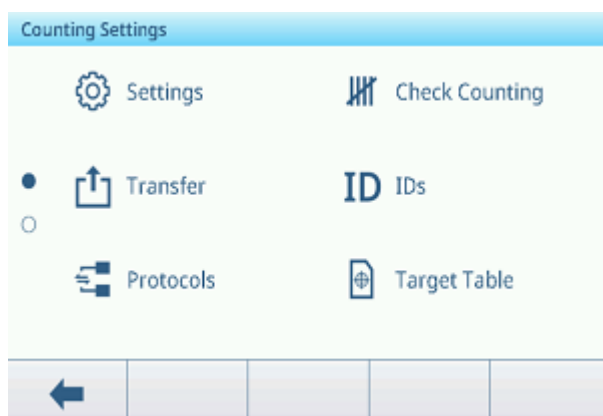 Counting Settings
Settings
Check Counting
Transfer
ID IDs
Protocols
Target Table